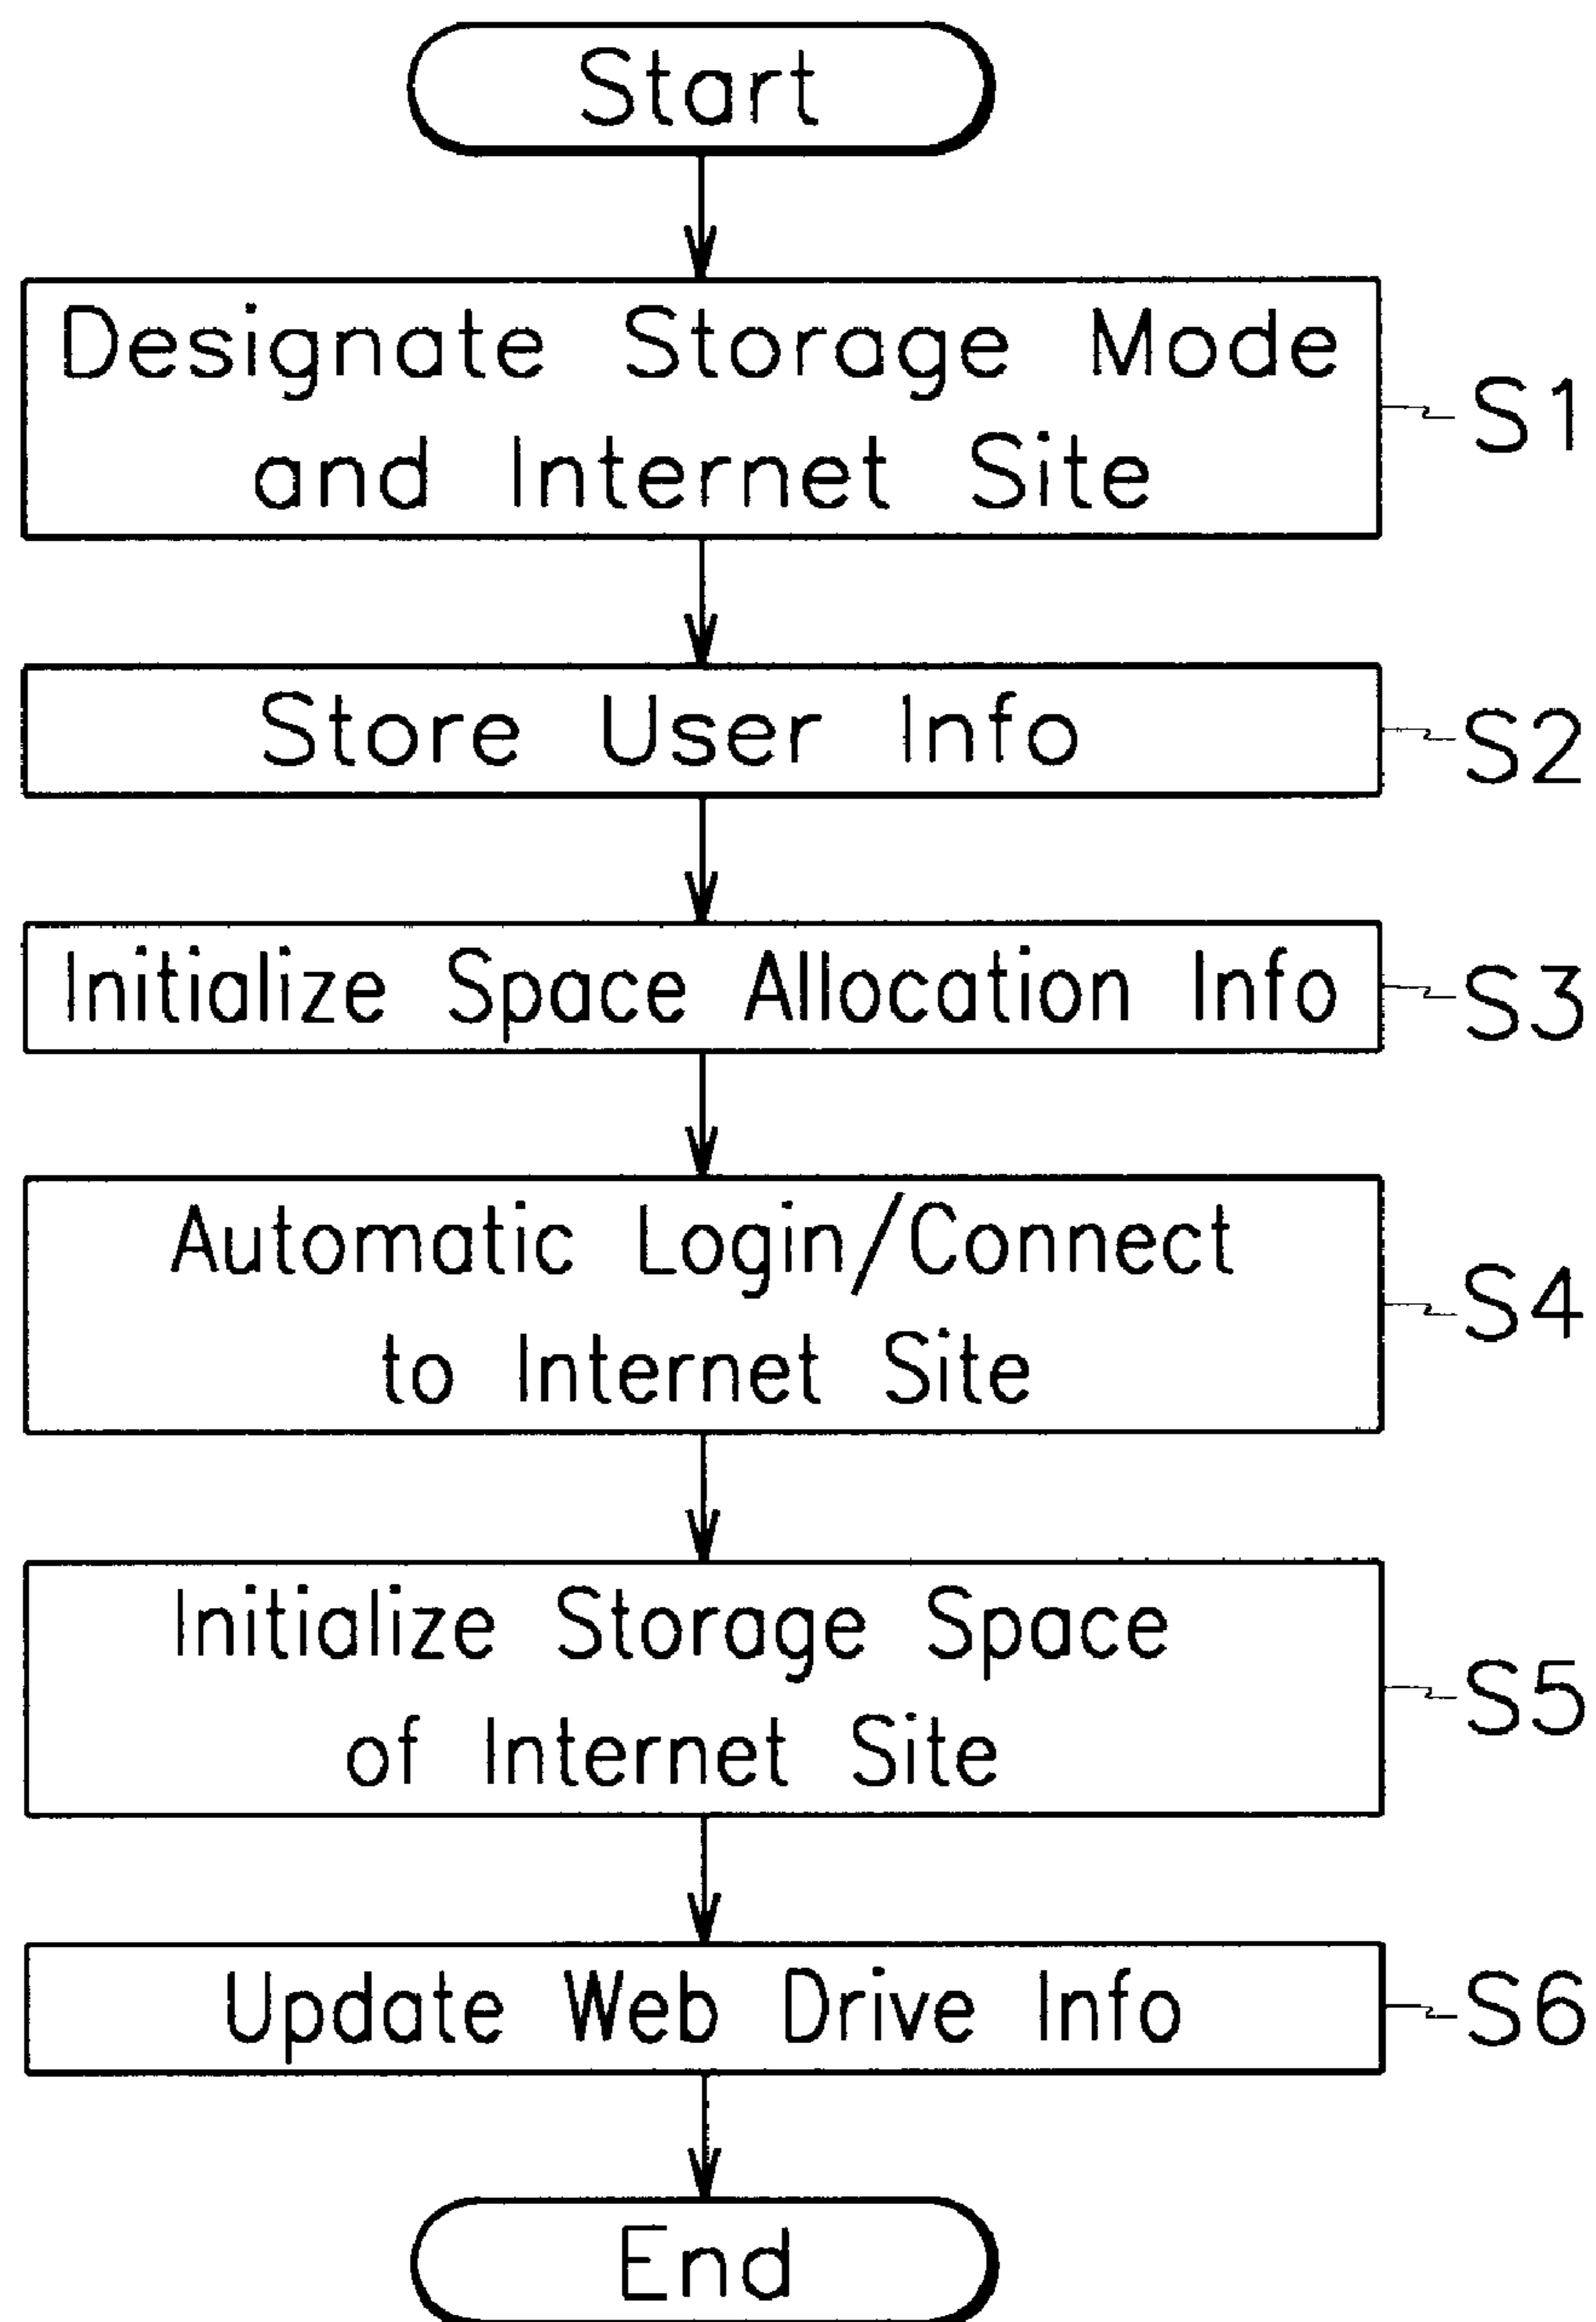 Start
Designate Storage Mode
and Internet Site
S1
Store User Info
S2
Initialize Space Allocation Info
S3
Automatic Login/Connect
to Internet Site
S4
Initialize Storage Space
of Internet Site
S5
Update Web Drive Info
S6
End